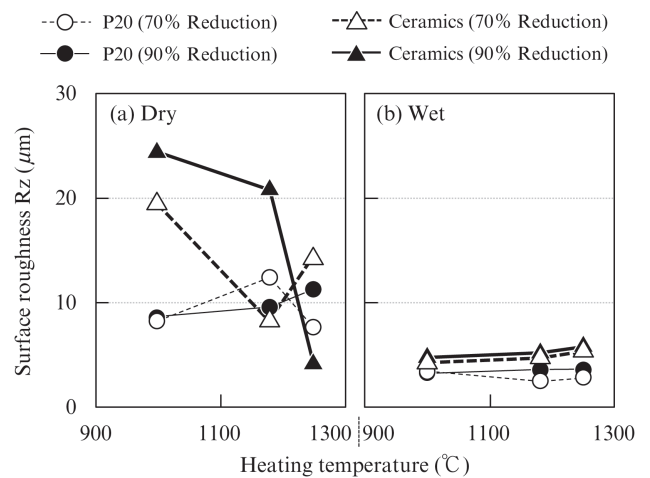 P20 (70% Reduction)
Ceramics (70% Reduction)
P20 (90% Reduction)
Ceramics (90% Reduction)
Surface roughness Rz (μm)
30
20
10
0
(a) Dry
(b) Wet
900
1100
1300
900
1100
1300
Heating temperature (℃)